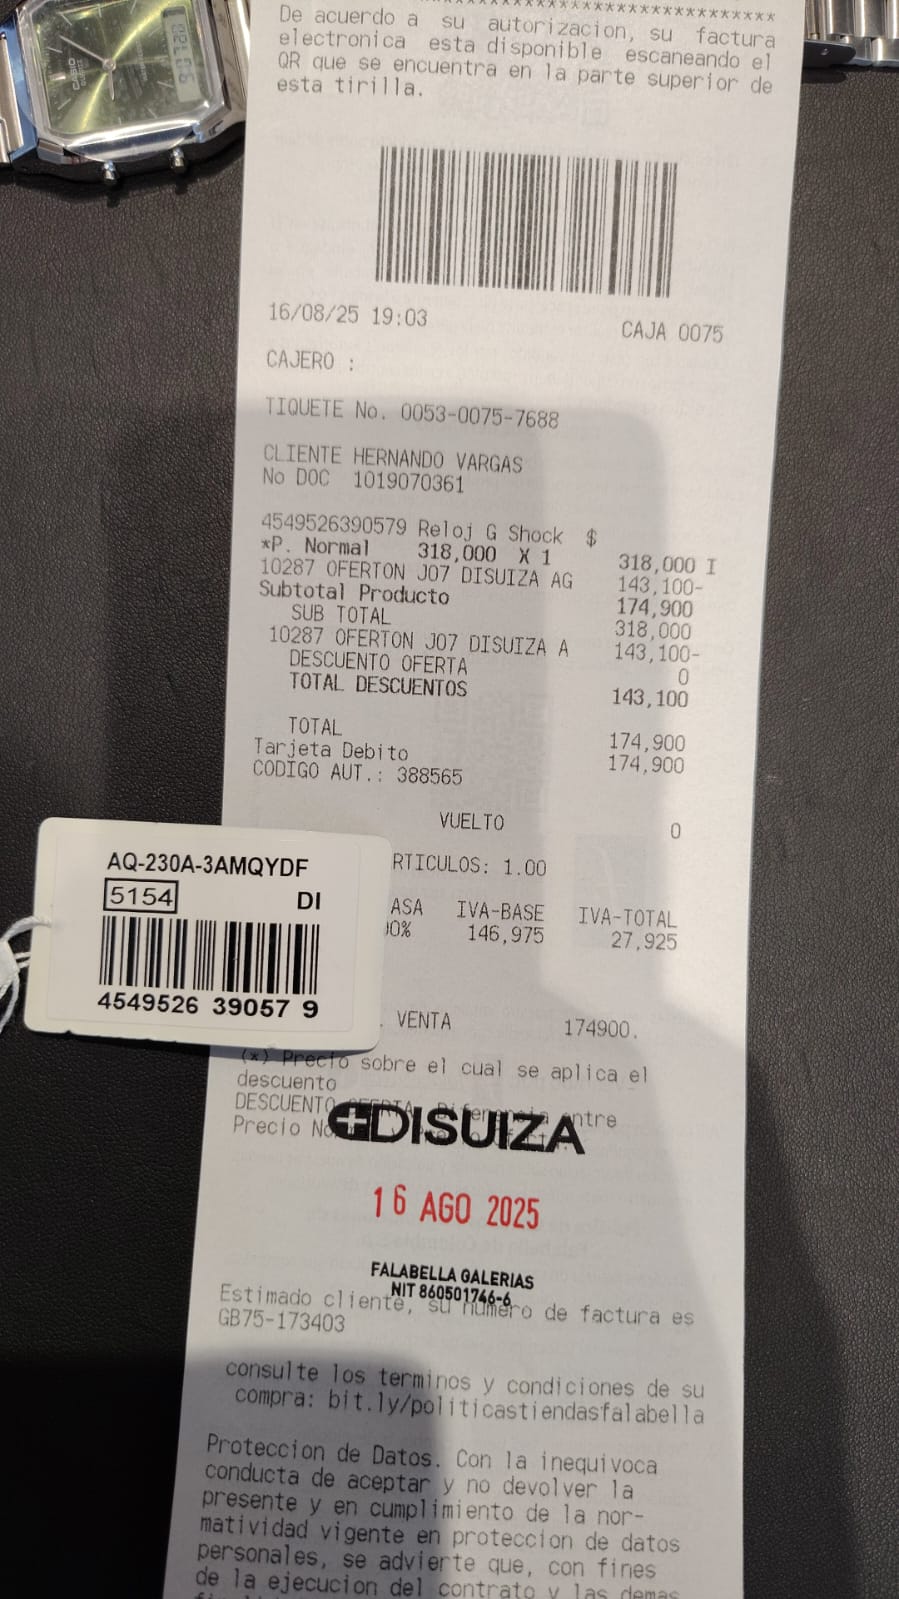 De acuerdo a su autorizacion, su factura
electronica esta disponible escaneando el
QR que se encuentra en la parte superior de
esta tirilla.
16/08/25 19:03 CAJA 0075
CAJERO :
TIQUETE No. 0053-0075-7688
CLIENTE HERNANDO VARGAS
No DOC 1019070361
4549526390579 Reloj G Shock $
*P. Normal 318,000 X 1 318,000 I
10287 OFERTON J07 DISUIZA AG 143,100-
Subtotal Producto 174,900
SUB TOTAL 318,000
10287 OFERTON J07 DISUIZA A 143,100-
DESCUENTO OFERTA 0
TOTAL DESCUENTOS 143,100
TOTAL 174,900
Tarjeta Debito 174,900
CODIGO AUT.: 388565
VUELTO 0
RTICULOS: 1.00
ASA IVA-BASE IVA-TOTAL
0% 146,975 27,925
. VENTA 174900.
AQ-230A-3AMQYDF
5154 DI
4549526 39057 9
(*) Precio sobre el cual se aplica el
descuento
DESCUENTO OFERTA. Diferencia entre
Precio
DISUIZA
16 AGO 2025
FALABELLA GALERIAS
NIT 860501746-6
Estimado cliente, su numero de factura es
GB75-173403
consulte los terminos y condiciones de su
compra: bit.ly/politicastiendasfalabella
Proteccion de Datos. Con la inequivoca
conducta de aceptar y no devolver la
presente y en cumplimiento de la nor-
matividad vigente en proteccion de datos
personales, se advierte que, con fines
de la ejecucion del contrato y las demas
CASIO